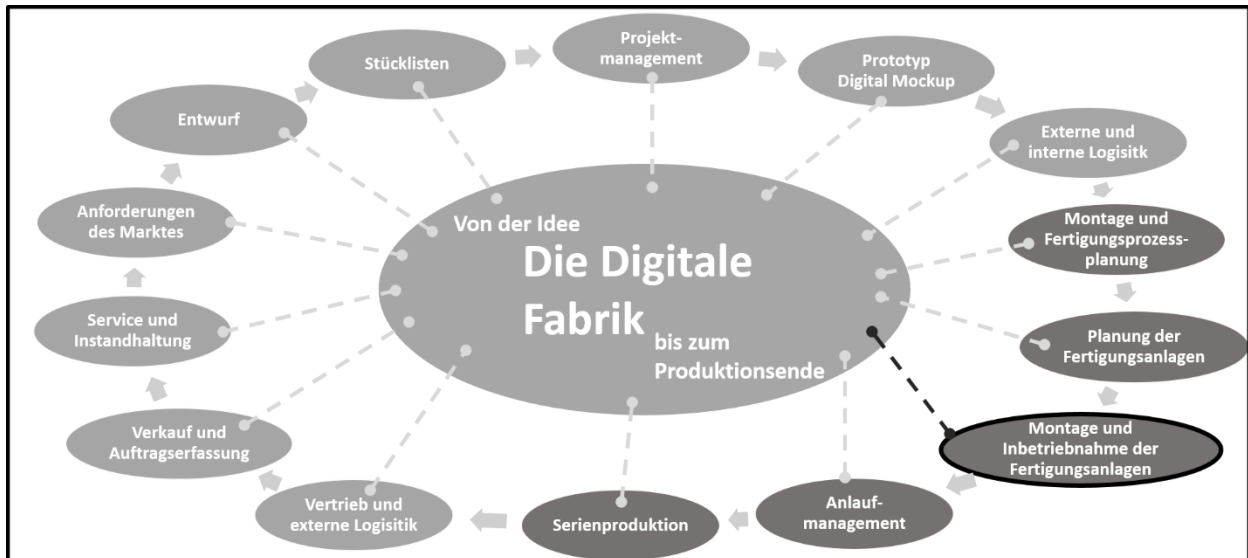 Projekt-
management
Stücklisten
Prototyp
Digital Mockup
Entwurf
Externe und
interne Logisitk
Anforderungen
des Marktes
Von der Idee
Die Digitale
Fabrik
bis zum
Produktionsende
Montage und
Fertigungsprozess-
planung
Service und
Instandhaltung
Planung der
Fertigungsanlagen
Verkauf und
Auftragserfassung
Montage und
Inbetriebnahme der
Fertigungsanlagen
Vertrieb und
externe Logisitik
Serienproduktion
Anlauf-
management